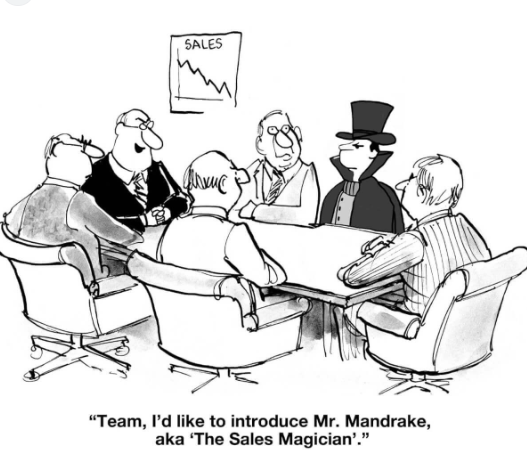 SALES
“Team, I’d like to introduce Mr. Mandrake,
aka ‘The Sales Magician’.”